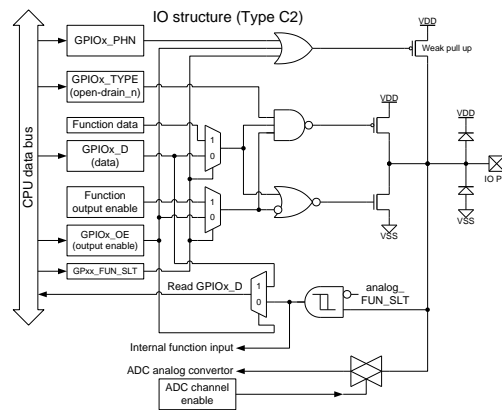 IO structure (Type C2)
VDD
GPIOx_PHN
Weak pull up
GPIOx_TYPE
(open-drain_n)
VDD
VDD
Function data
1
0
GPIOx_D
(data)
CPU data bus
IO P
Function
output enable
1
0
GPIOx_OE
(output enable)
VSS
VSS
GPxx_FUN_SLT
Read GPIOx_D
1
0
analog_
FUN_SLT
Internal function input
ADC analog convertor
ADC channel
enable